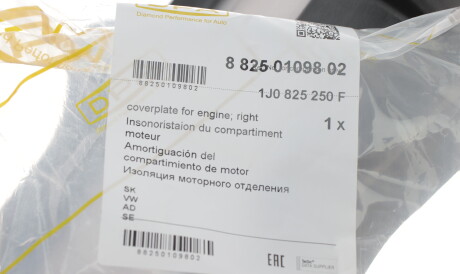 Diamond Performance for Auto
8 825 01098 02
88250109802
1J0 825 250 F
coverplate for engine; right
1 x
Insonoristaion du compartiment
moteur
Amortiguación del
compartimiento de motor
Изоляция моторного отделения
SK
VW
AD
SE
88250109802
EAC